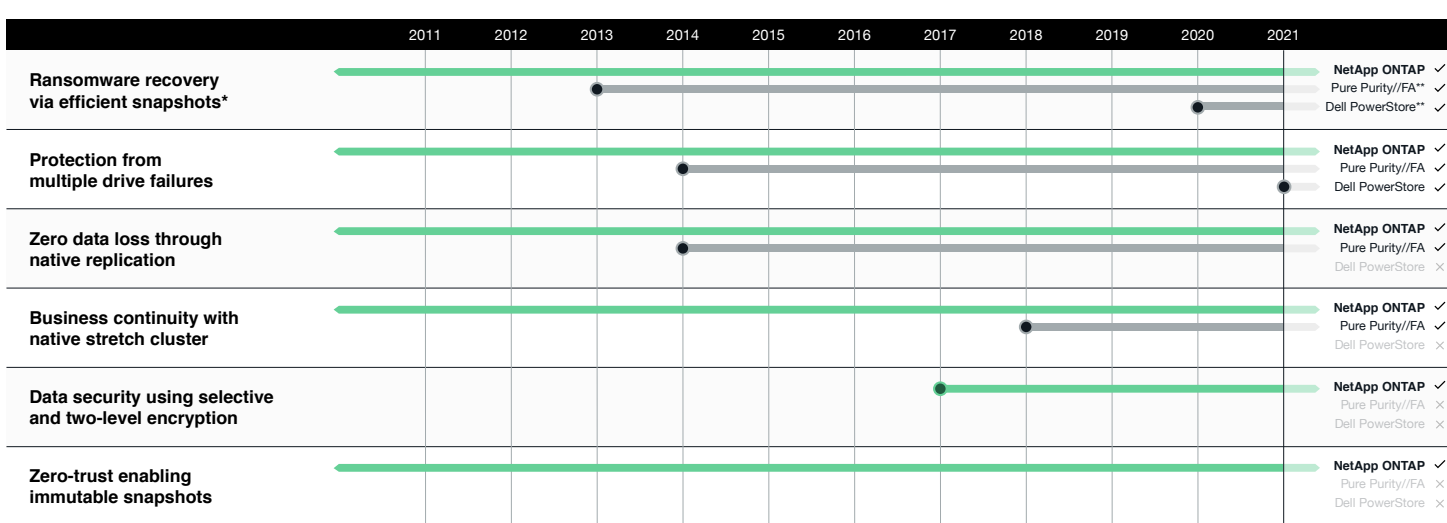 2011 2012 2013 2014 2015 2016 2017 2018 2019 2020 2021
Ransomware recovery
via efficient snapshots*
NetApp ONTAP ✓
Pure Purity//FA** ✓
Dell PowerStore** ✓
Protection from
multiple drive failures
NetApp ONTAP ✓
Pure Purity//FA ✓
Dell PowerStore ✓
Zero data loss through
native replication
NetApp ONTAP ✓
Pure Purity//FA ✓
Dell PowerStore ×
Business continuity with
native stretch cluster
NetApp ONTAP ✓
Pure Purity//FA ✓
Dell PowerStore ×
Data security using selective
and two-level encryption
NetApp ONTAP ✓
Pure Purity//FA ×
Dell PowerStore ×
Zero-trust enabling
immutable snapshots
NetApp ONTAP ✓
Pure Purity//FA ×
Dell PowerStore ×